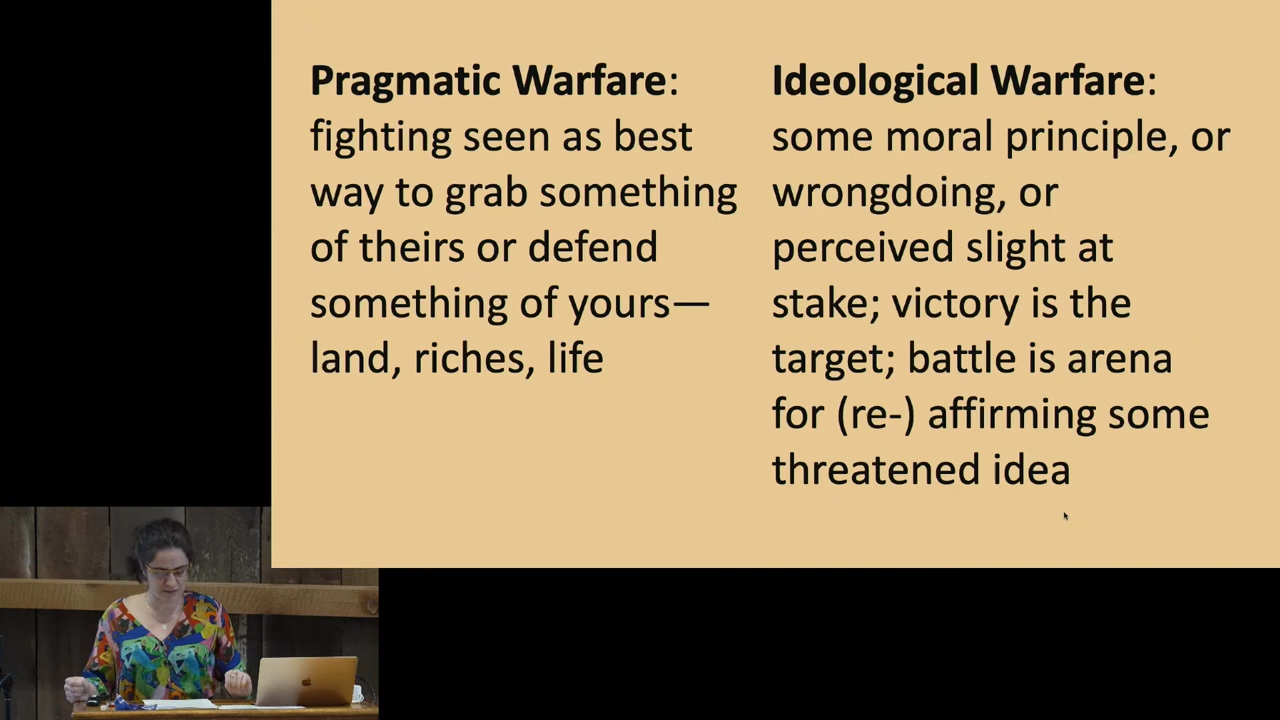 Pragmatic Warfare:
fighting seen as best
way to grab something
of theirs or defend
something of yours—
land, riches, life
Ideological Warfare:
some moral principle, or
wrongdoing, or
perceived slight at
stake; victory is the
target; battle is arena
for (re-) affirming some
threatened idea